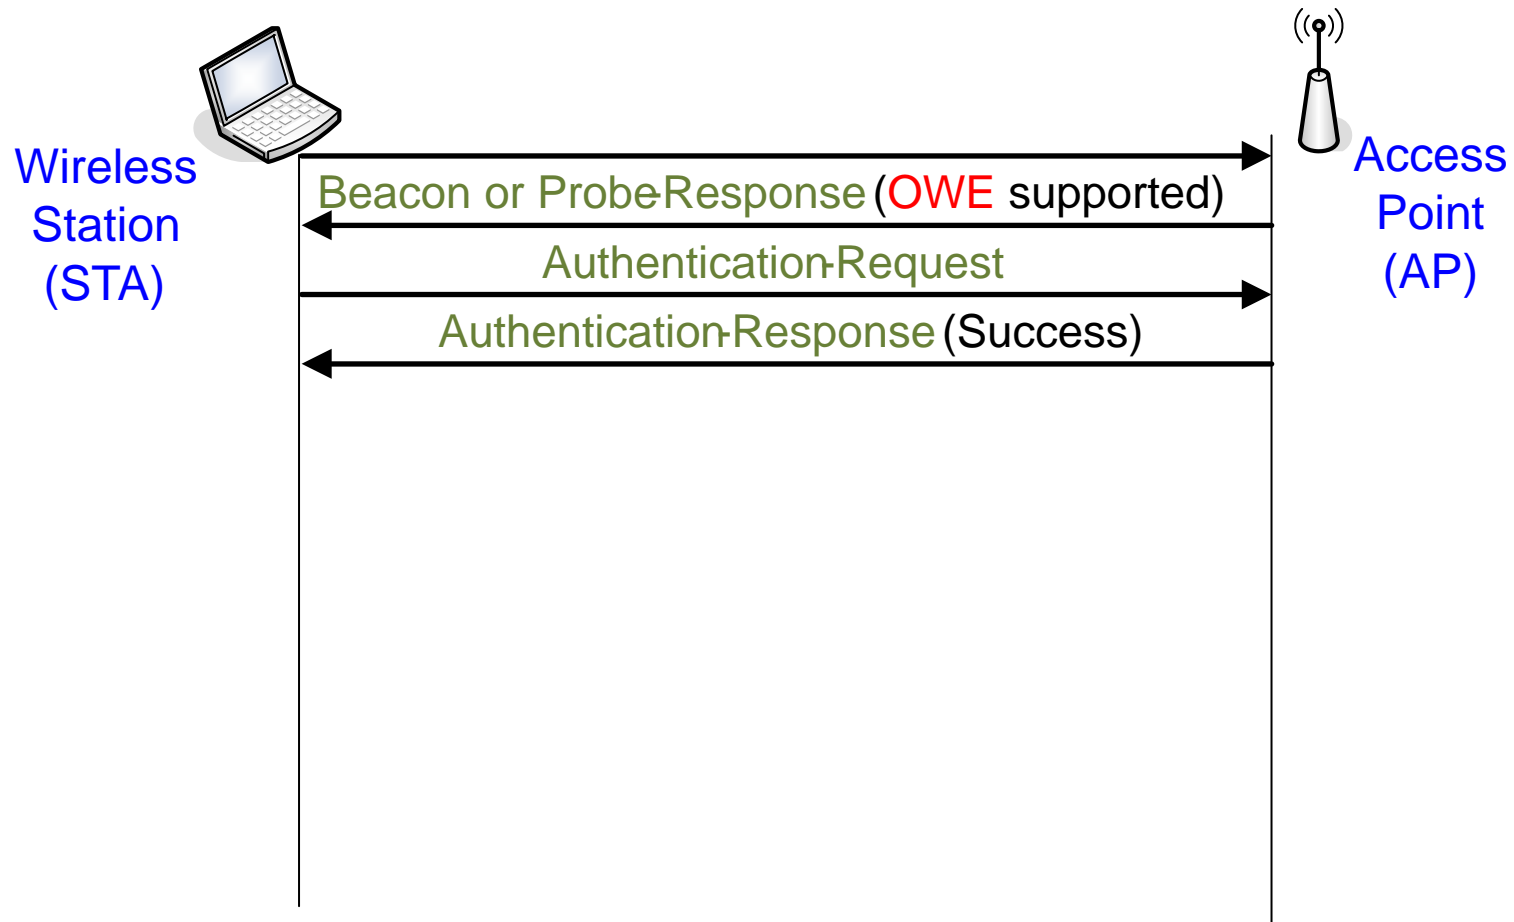 Wireless
Station
(STA)
Access
Point
(AP)
Beacon or Probe-Response (OWE supported)
Authentication-Request
Authentication-Response (Success)